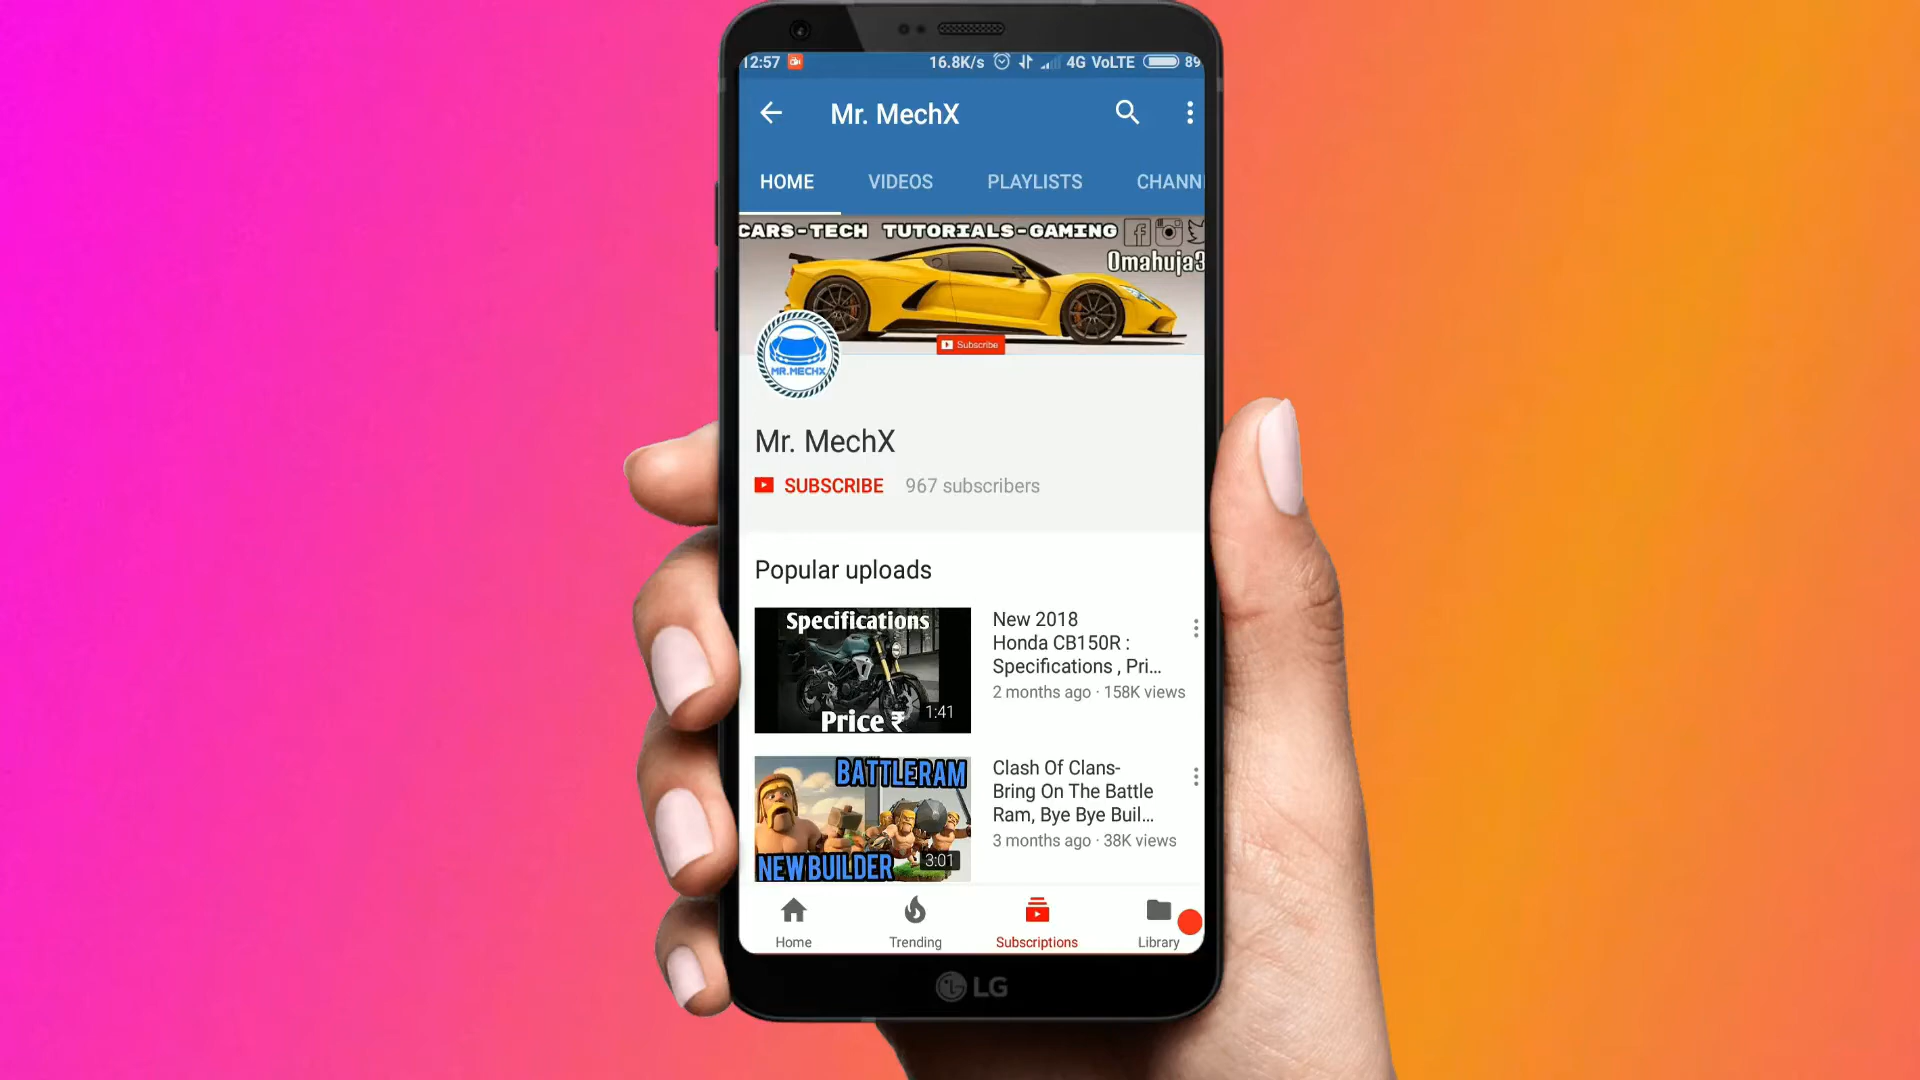 12:57 16.8K/s 4G VoLTE 89
Mr. MechX
HOME VIDEOS PLAYLISTS CHANN
CARS-TECH TUTORIALS-GAMING
Omahuja3
Subscribe
MR.MECHX
Mr. MechX
SUBSCRIBE 967 subscribers
Popular uploads
Specifications
Price ₹
1:41
New 2018
Honda CB150R :
Specifications , Pri...
2 months ago · 158K views
BATTLERAM
NEW BUILDER
3:01
Clash Of Clans-
Bring On The Battle
Ram, Bye Bye Buil...
3 months ago · 38K views
Home Trending Subscriptions Library
LG